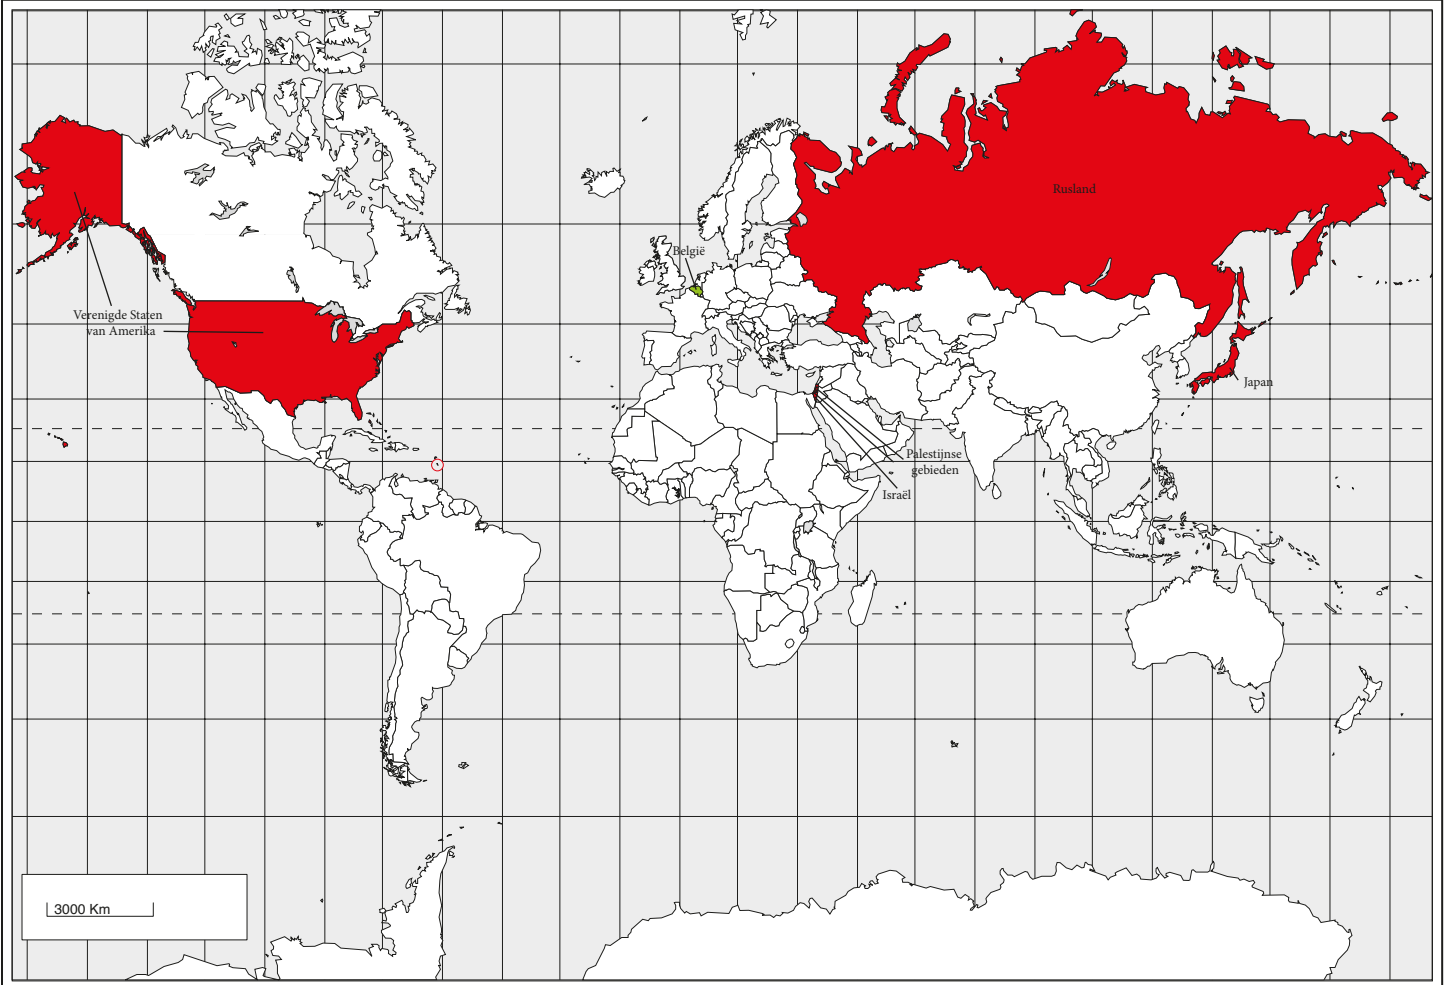 Rusland
België
Verenigde Staten
van Amerika
Japan
Palestijnse
gebieden
Israël
3000 Km